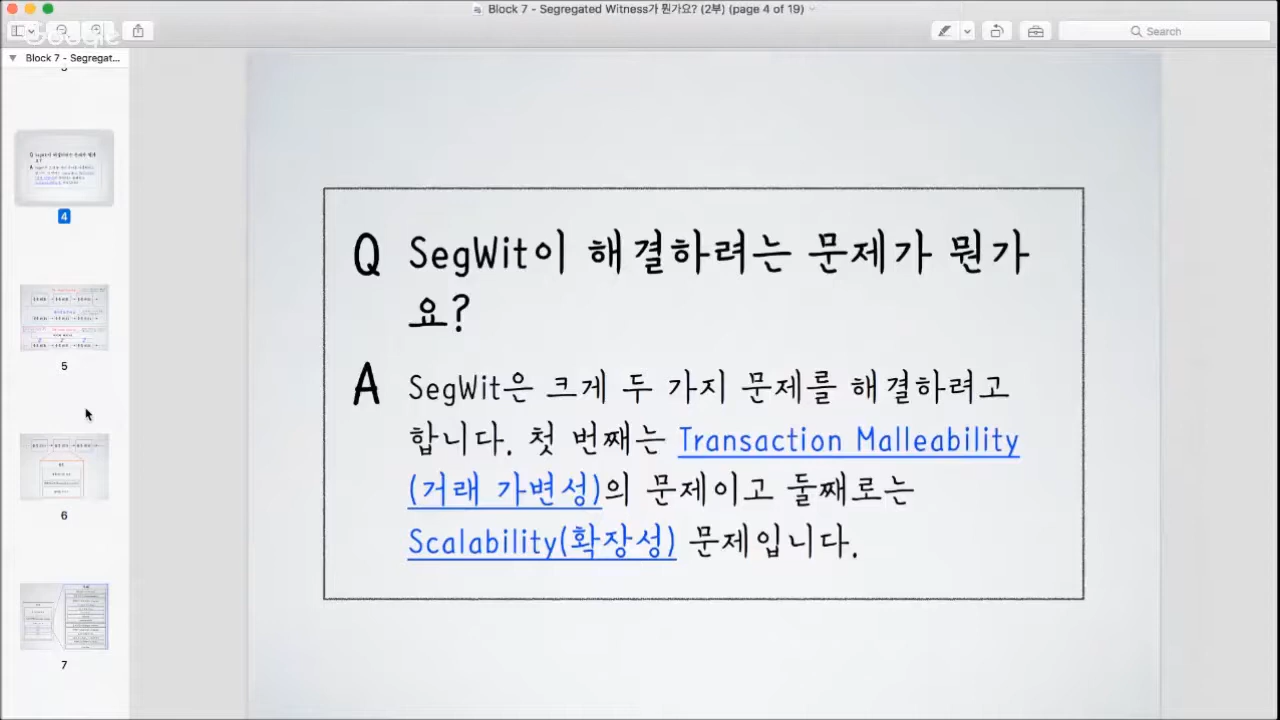 Block 7 - Segregated Witness가 뭔가요? (2부) (page 4 of 19)
Google
Search
Block 7 - Segregat...
4
5
6
7
Q SegWit이 해결하려는 문제가 뭔가
요?
A SegWit은 크게 두 가지 문제를 해결하려고
합니다. 첫 번째는 Transaction Malleability
(거래 가변성)의 문제이고 둘째로는
Scalability(확장성) 문제입니다.